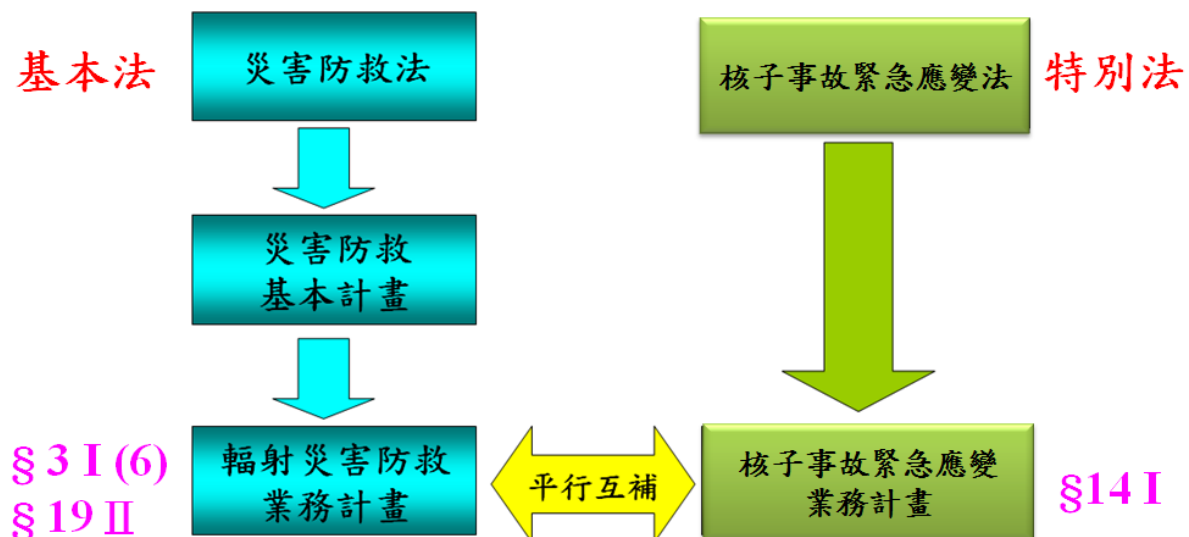 基本法
災害防救法
核子事故緊急應變法
特別法
災害防救
基本計畫
§3 I (6)
§19 II
輻射災害防救
業務計畫
平行互補
核子事故緊急應變
業務計畫
§14 I